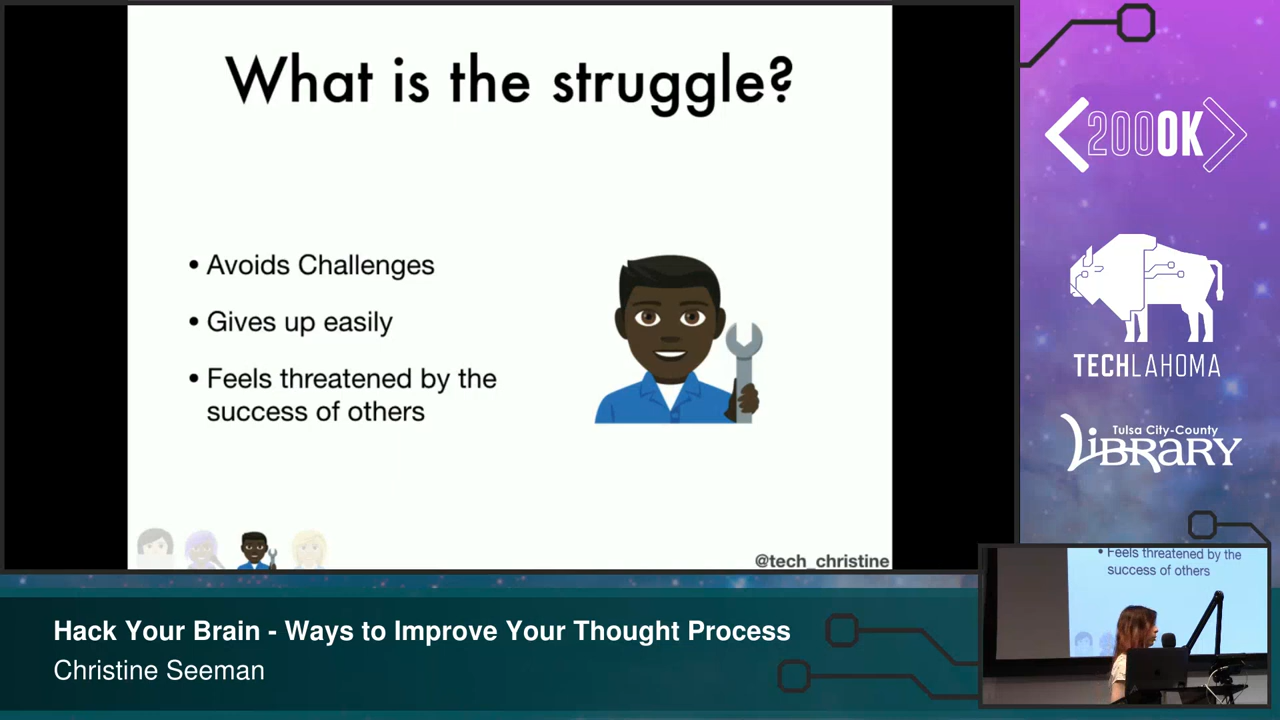 What is the struggle?
• Avoids Challenges
• Gives up easily
• Feels threatened by the
success of others
@tech_christine
<200OK>
TECHLAHOMA
Tulsa City-County
LiBRARY
• Feels threatened by the
success of others
Hack Your Brain - Ways to Improve Your Thought Process
Christine Seeman